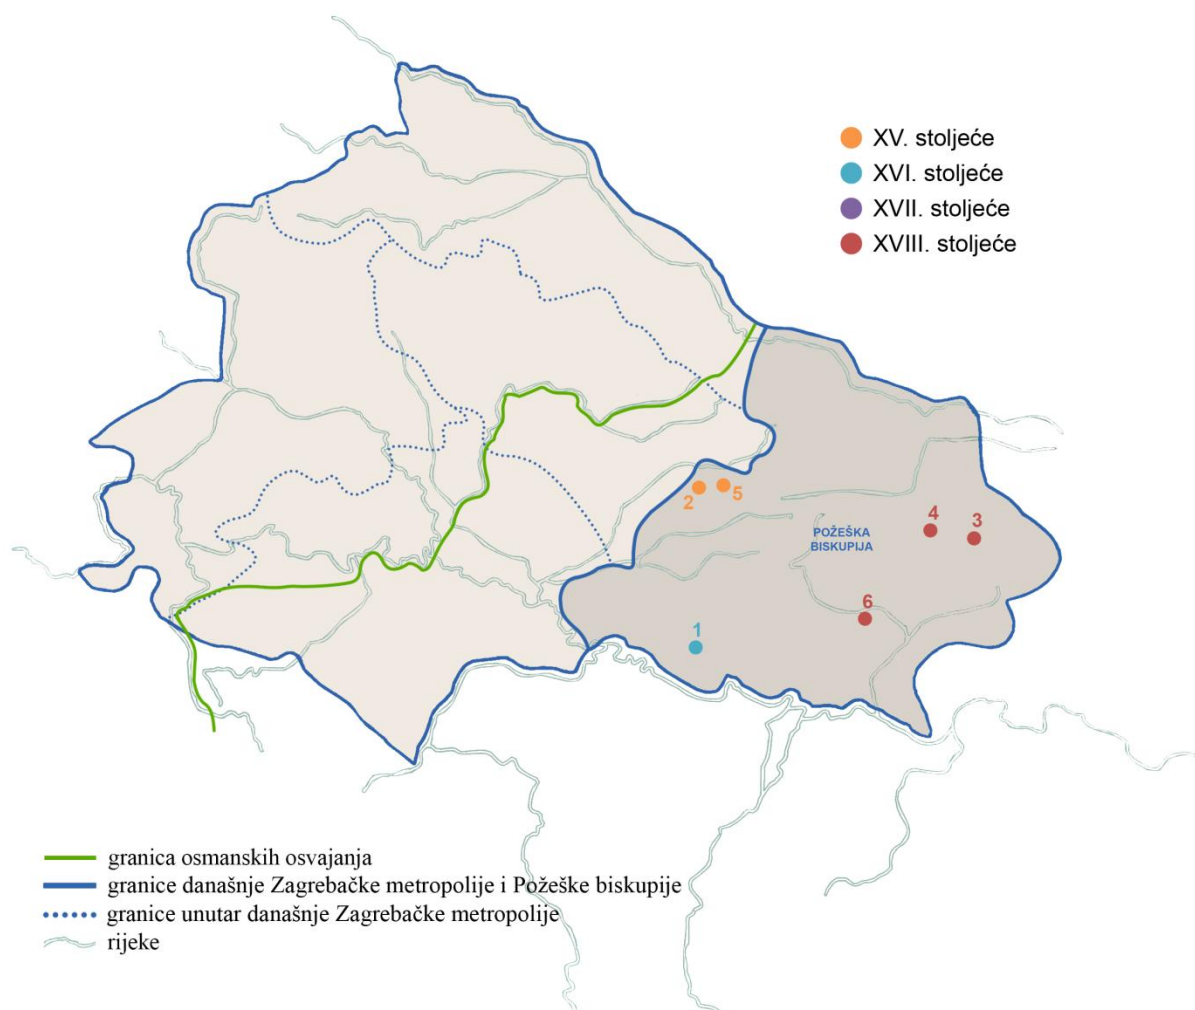 XV. stoljeće
XVI. stoljeće
XVII. stoljeće
XVIII. stoljeće
2
5
POŽEŠKA
BISKUPIJA
4
3
6
1
granica osmanskih osvajanja
granice današnje Zagrebačke metropolije i Požeške biskupije
granice unutar današnje Zagrebačke metropolije
rijeke